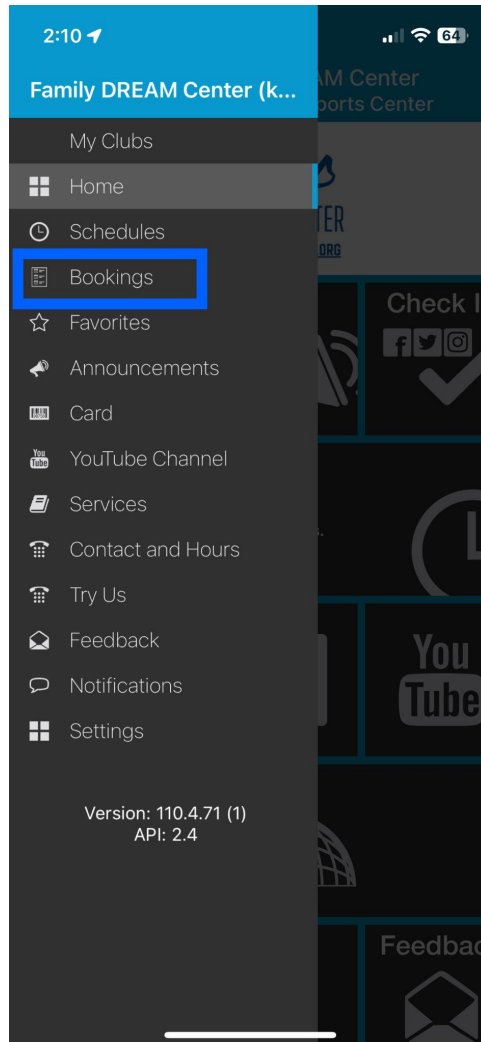 2:10
64
Family DREAM Center (k...
AM Center
ports Center
My Clubs
Home
TER
Schedules
.ORG
Bookings
Check I
Favorites
Announcements
Card
You
Tube
YouTube Channel
Services
Contact and Hours
Try Us
Feedback
You
Tube
Notifications
Settings
Version: 110.4.71 (1)
API: 2.4
Feedbac